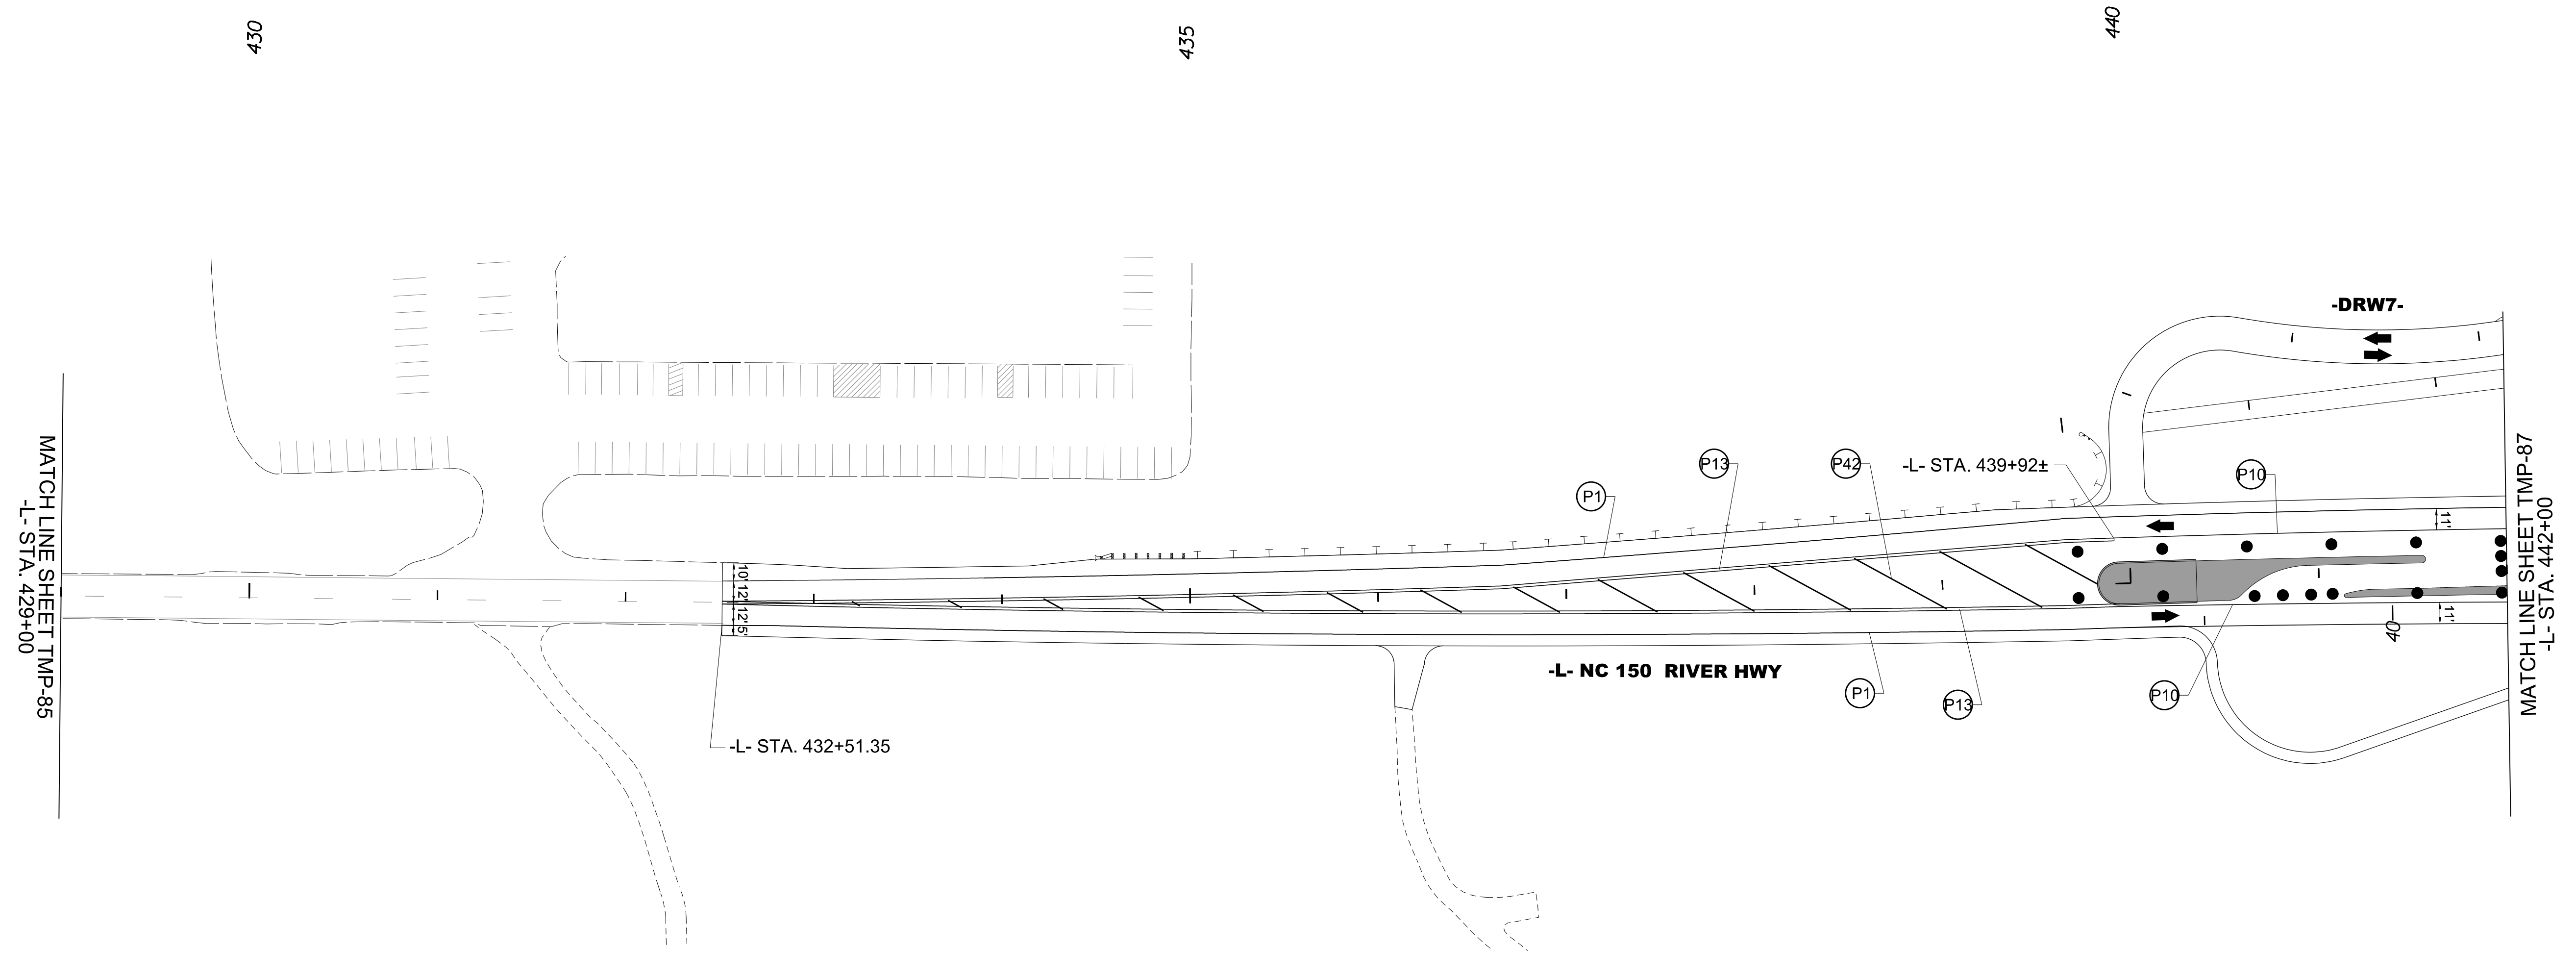 430
435
440
-DRW7-
P13
P42
-L- STA. 439+92±
P10
P1
11'
10'
12'
12'
5'
11'
40
-L- NC 150 RIVER HWY
P1
P13
P10
-L- STA. 432+51.35
MATCH LINE SHEET TMP-85
-L- STA. 429+00
MATCH LINE SHEET TMP-87
-L- STA. 442+00